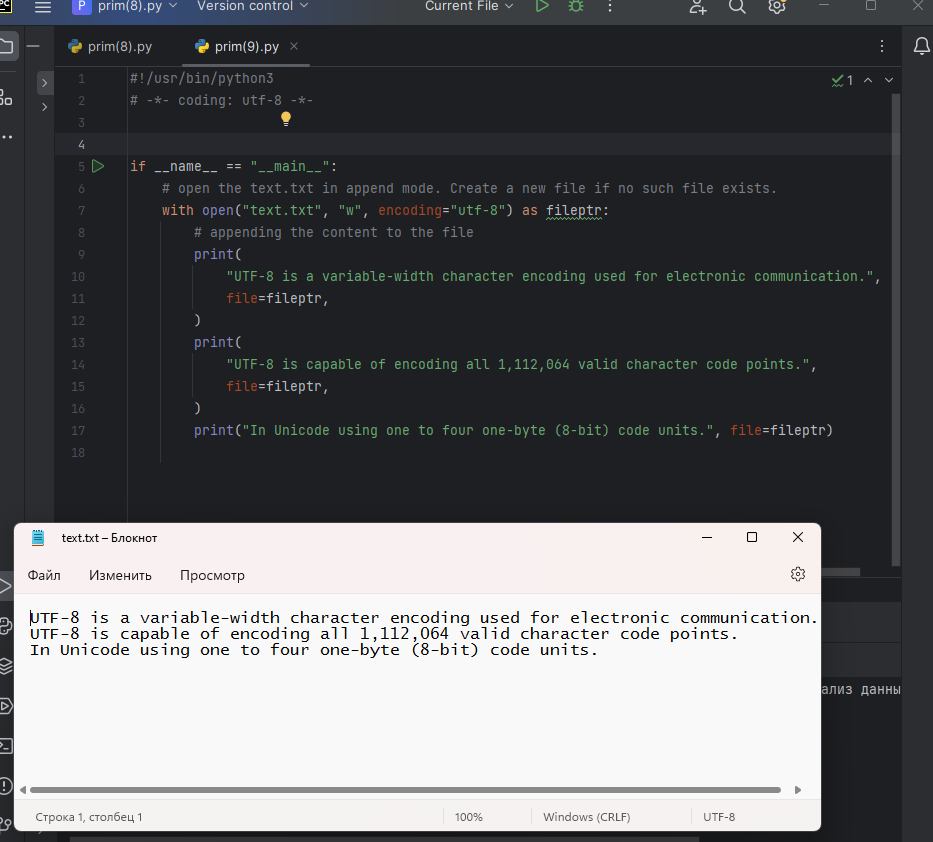 PC P prim(8).py Version control Current File
prim(8).py prim(9).py
1 #!/usr/bin/python3 1
2 # -*- coding: utf-8 -*-
3
4
5 if __name__ == "__main__":
6 # open the text.txt in append mode. Create a new file if no such file exists.
7 with open("text.txt", "w", encoding="utf-8") as fileptr:
8 # appending the content to the file
9 print(
10 "UTF-8 is a variable-width character encoding used for electronic communication.",
11 file=fileptr,
12 )
13 print(
14 "UTF-8 is capable of encoding all 1,112,064 valid character code points.",
15 file=fileptr,
16 )
17 print("In Unicode using one to four one-byte (8-bit) code units.", file=fileptr)
18
text.txt – Блокнот
Файл Изменить Просмотр
UTF-8 is a variable-width character encoding used for electronic communication.
UTF-8 is capable of encoding all 1,112,064 valid character code points.
In Unicode using one to four one-byte (8-bit) code units.
ализ данны
Строка 1, столбец 1 100% Windows (CRLF) UTF-8